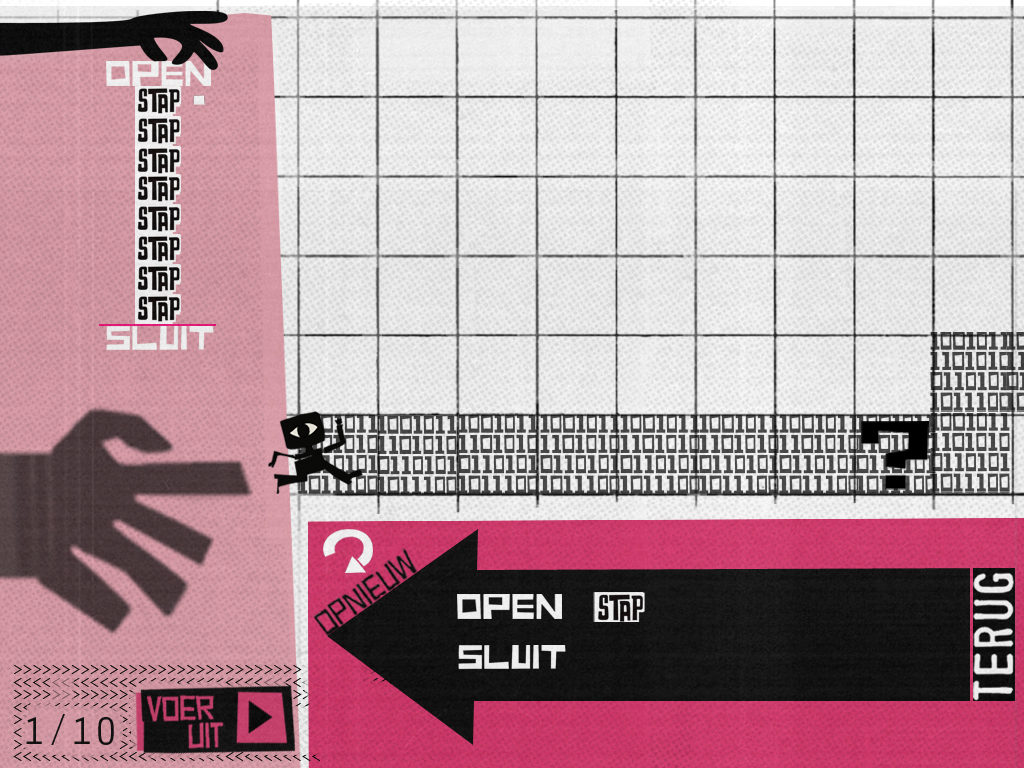 OPEN
STAP
STAP
STAP
STAP
STAP
STAP
STAP
STAP
SLUIT
?
OPNIEUW
OPEN STAP
SLUIT
TERUG
1/10
VOER
UIT